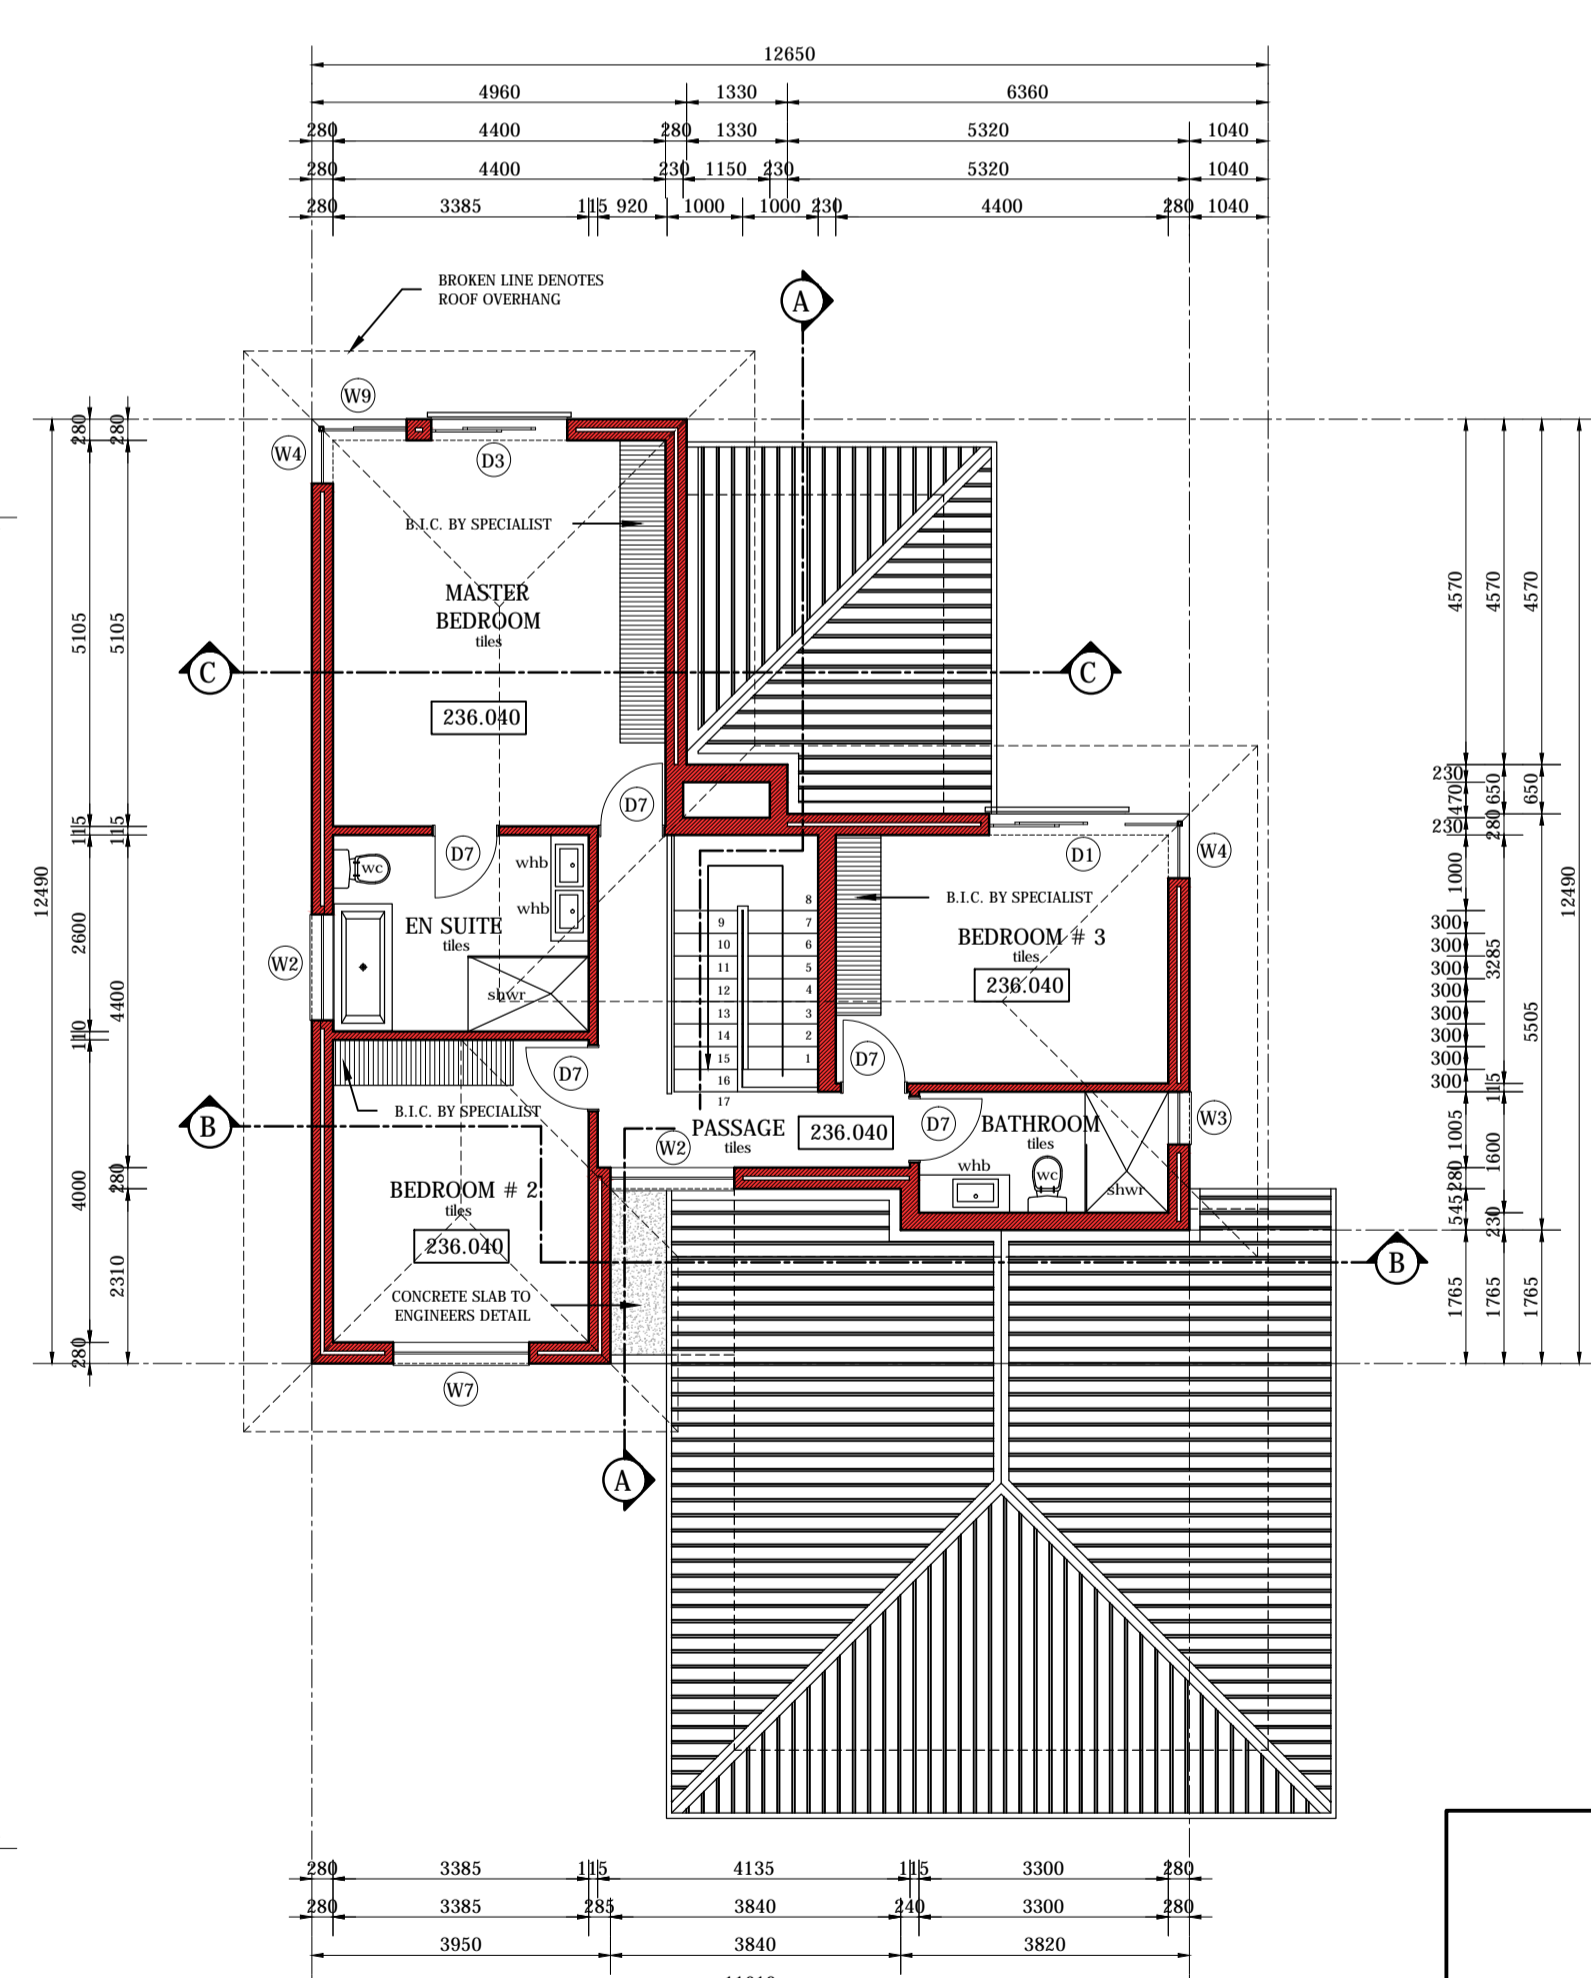 12650
4960 1330 6360
280 4400 280 1330 5320 1040
280 4400 230 1150 230 5320 1040
280 3385 115 920 1000 1000 230 4400 280 1040
BROKEN LINE DENOTES
ROOF OVERHANG
A
W9
W4
D3
B.I.C. BY SPECIALIST
MASTER
BEDROOM
tiles
C
C
236.040
D7
D7
wc
whb
whb
EN SUITE
tiles
shwr
W2
D1
W4
B.I.C. BY SPECIALIST
BEDROOM # 3
tiles
236.040
8
9 7
10 6
11 5
12 4
13 3
14 2
15 1
16
17
D7
D7
B.I.C. BY SPECIALIST
B
PASSAGE
tiles
236.040
W2
D7
BATHROOM
tiles
W3
whb
wc
shwr
BEDROOM # 2
tiles
236.040
B
CONCRETE SLAB TO
ENGINEERS DETAIL
W7
A
12490
280 5105 115 2600 110 4000 280
280 5105 115 4400 280 2310
4570 230 470 230 1000 300 300 300 300 300 300 300 300 1005 280 545 1765
4570 650 280 3285 115 1600 230 1765
4570 650 5505 1765
12490
280 3385 115 4135 115 3300 280
280 3385 285 3840 240 3300 280
3950 3840 3820